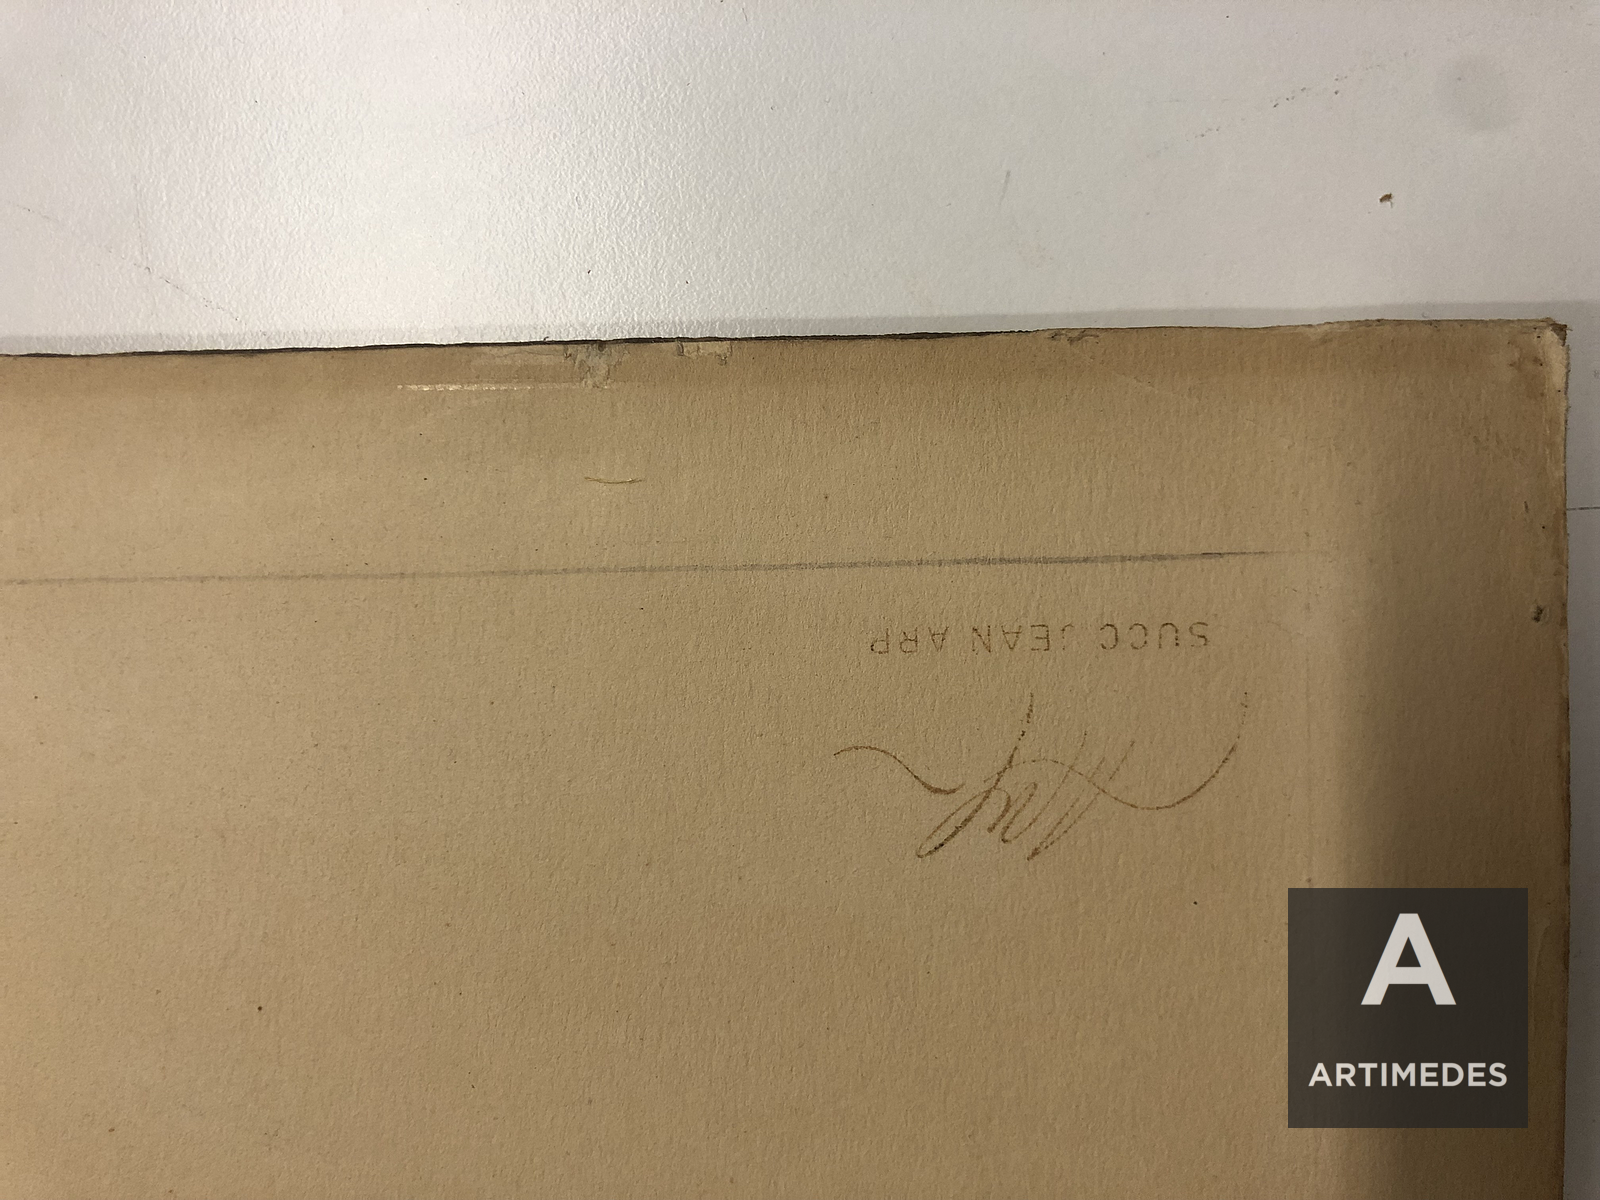 SUCC JEAN ARP
A
ARTIMEDES